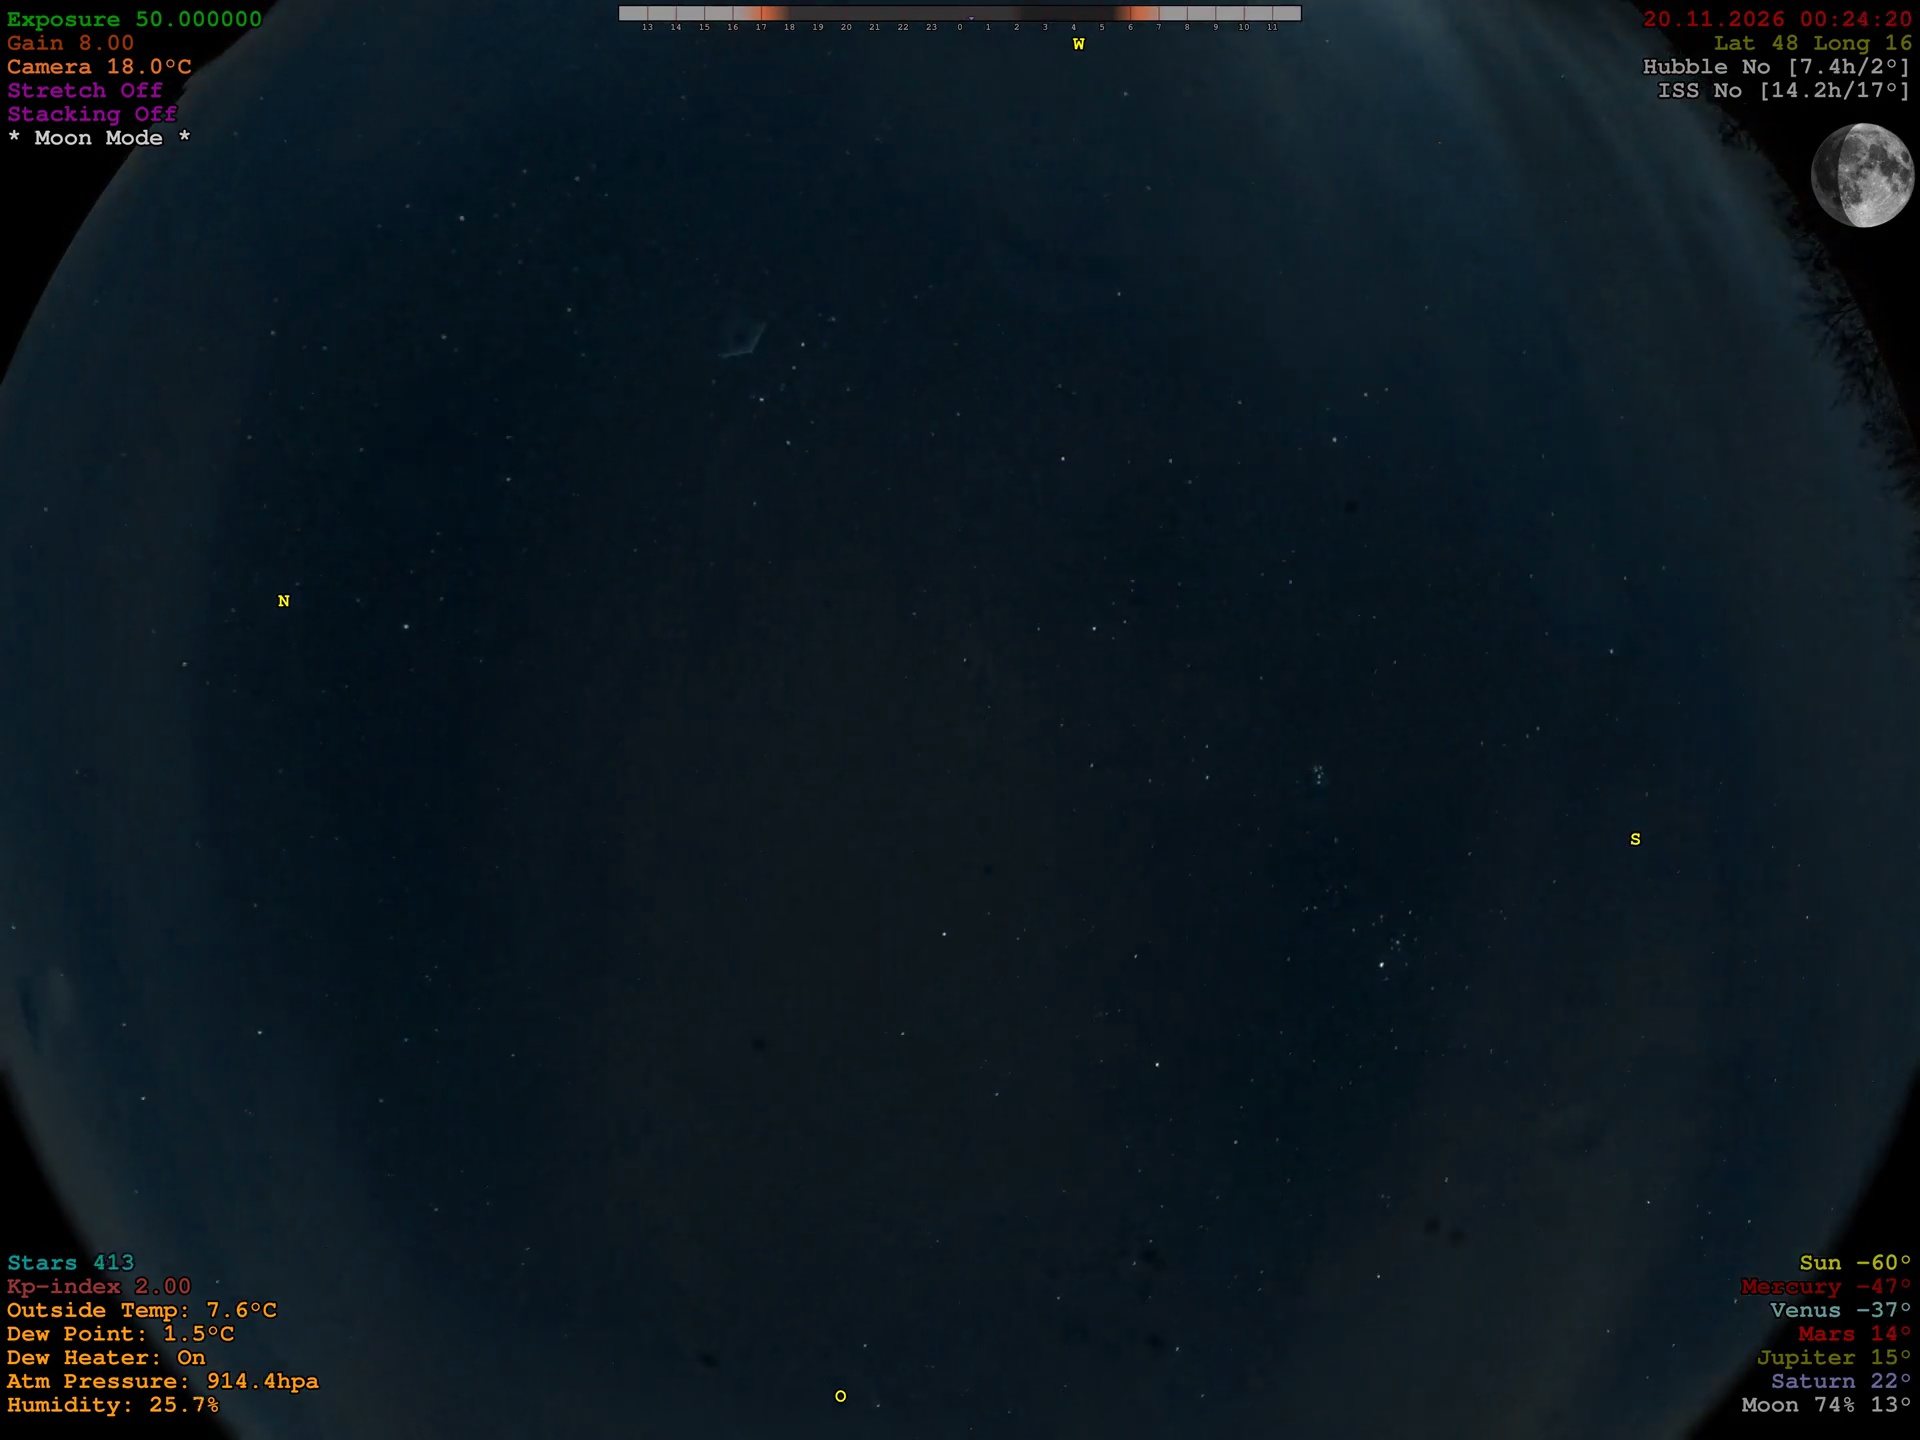 Exposure 50.000000
Gain 8.00
Camera 18.0°C
Stretch Off
Stacking Off
* Moon Mode *
13 14 15 16 17 18 19 20 21 22 23 0 1 2 3 4 5 6 7 8 9 10 11
W
20.11.2026 00:24:20
Lat 48 Long 16
Hubble No [7.4h/2°]
ISS No [14.2h/17°]
N
S
O
Stars 413
Kp-index 2.00
Outside Temp: 7.6°C
Dew Point: 1.5°C
Dew Heater: On
Atm Pressure: 914.4hpa
Humidity: 25.7%
Sun -60°
Mercury -47°
Venus -37°
Mars 14°
Jupiter 15°
Saturn 22°
Moon 74% 13°